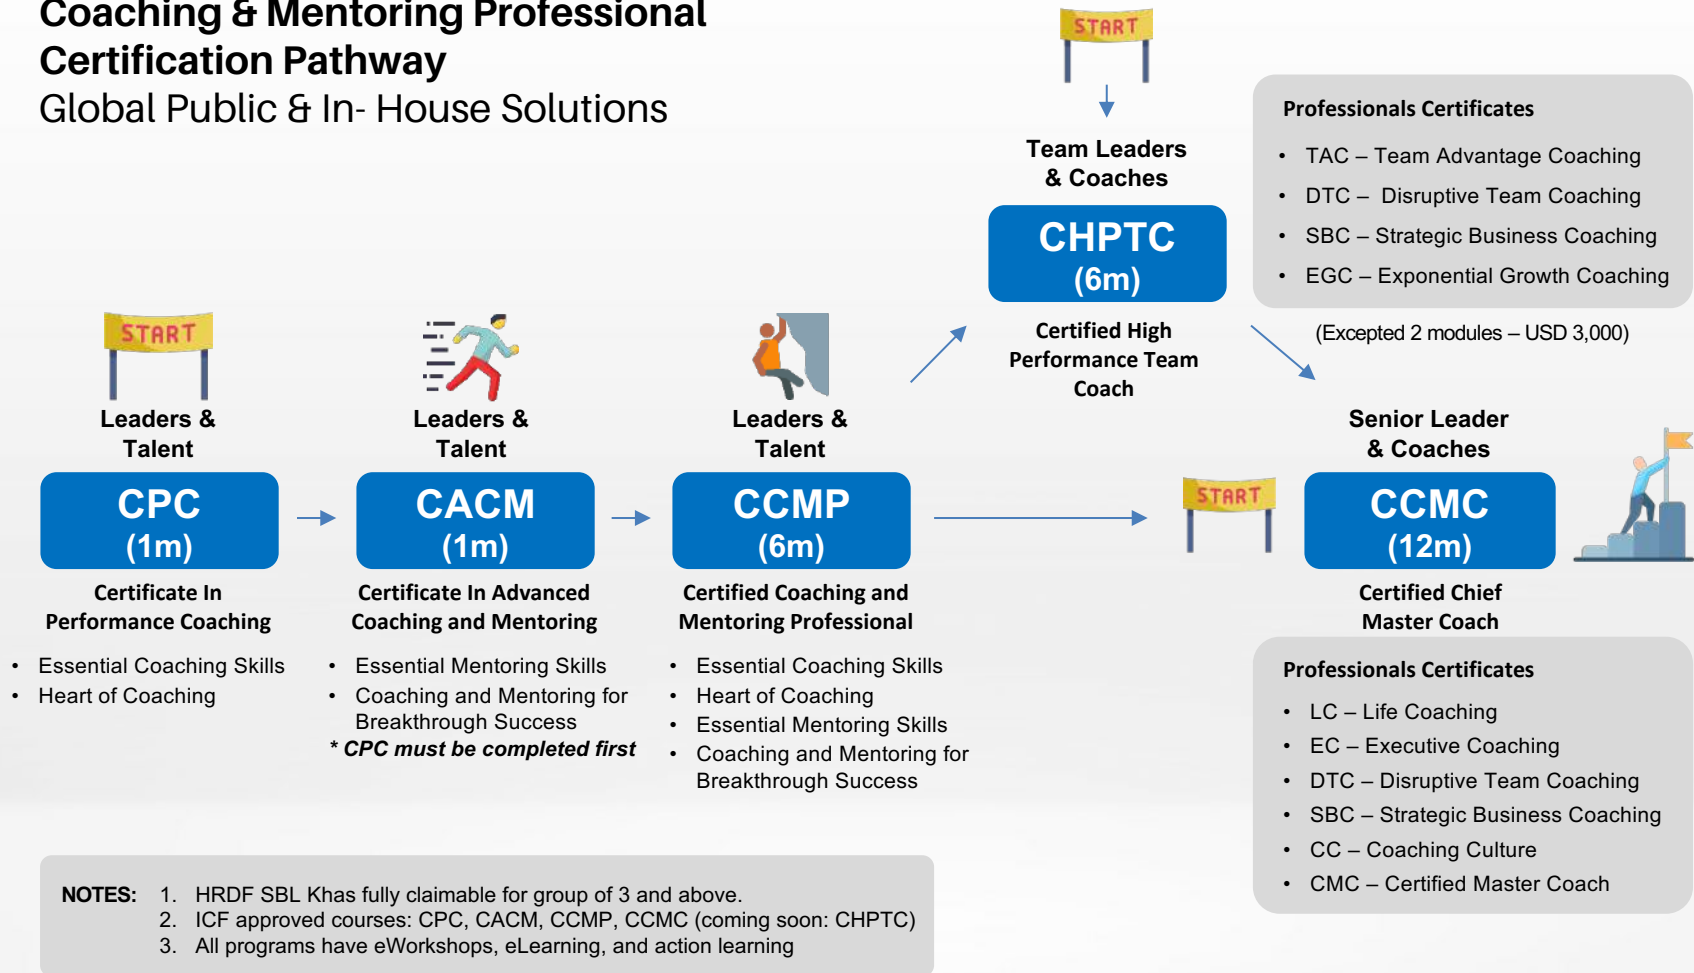 Coaching & Mentoring Professional
Certification Pathway
Global Public & In- House Solutions
START
Team Leaders
& Coaches
CHPTC
(6m)
Certified High
Performance Team
Coach
Professionals Certificates
• TAC – Team Advantage Coaching
• DTC – Disruptive Team Coaching
• SBC – Strategic Business Coaching
• EGC – Exponential Growth Coaching
(Excepted 2 modules – USD 3,000)
START
Leaders &
Talent
CPC
(1m)
Certificate In
Performance Coaching
• Essential Coaching Skills
• Heart of Coaching
Leaders &
Talent
CACM
(1m)
Certificate In Advanced
Coaching and Mentoring
• Essential Mentoring Skills
• Coaching and Mentoring for
Breakthrough Success
* CPC must be completed first
Leaders &
Talent
CCMP
(6m)
Certified Coaching and
Mentoring Professional
• Essential Coaching Skills
• Heart of Coaching
• Essential Mentoring Skills
• Coaching and Mentoring for
Breakthrough Success
START
Senior Leader
& Coaches
CCMC
(12m)
Certified Chief
Master Coach
Professionals Certificates
• LC – Life Coaching
• EC – Executive Coaching
• DTC – Disruptive Team Coaching
• SBC – Strategic Business Coaching
• CC – Coaching Culture
• CMC – Certified Master Coach
NOTES: 1. HRDF SBL Khas fully claimable for group of 3 and above.
2. ICF approved courses: CPC, CACM, CCMP, CCMC (coming soon: CHPTC)
3. All programs have eWorkshops, eLearning, and action learning